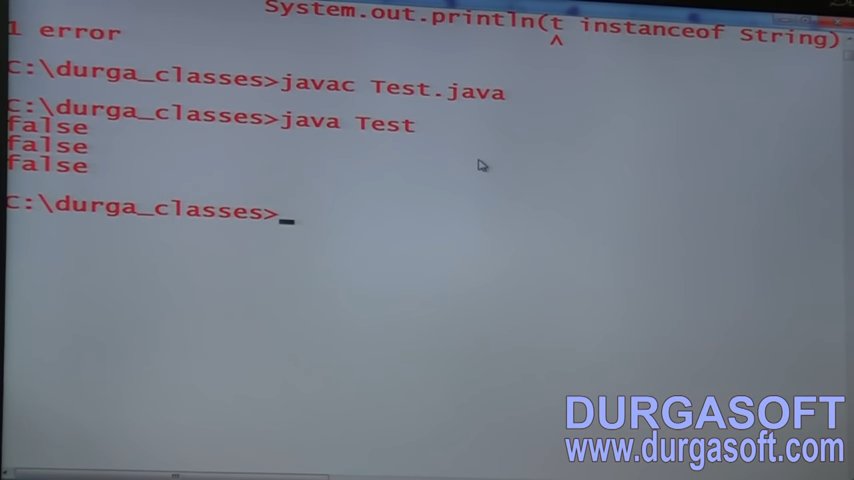 System.out.println(t instanceof String)
^
1 error
C:\durga_classes>javac Test.java
C:\durga_classes>java Test
false
false
false
C:\durga_classes>
DURGASOFT
www.durgasoft.com